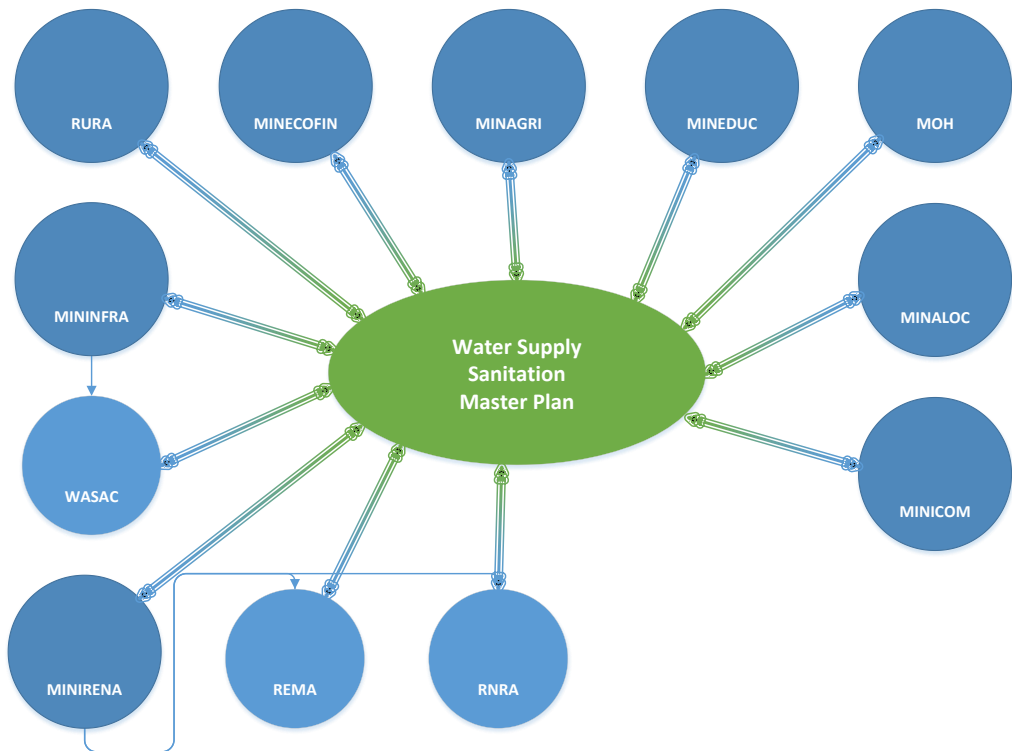 RURA
MINECOFIN
MINAGRI
MINEDUC
MOH
MININFRA
MINALOC
Water Supply
Sanitation
Master Plan
WASAC
MINICOM
MINIRENA
REMA
RNRA